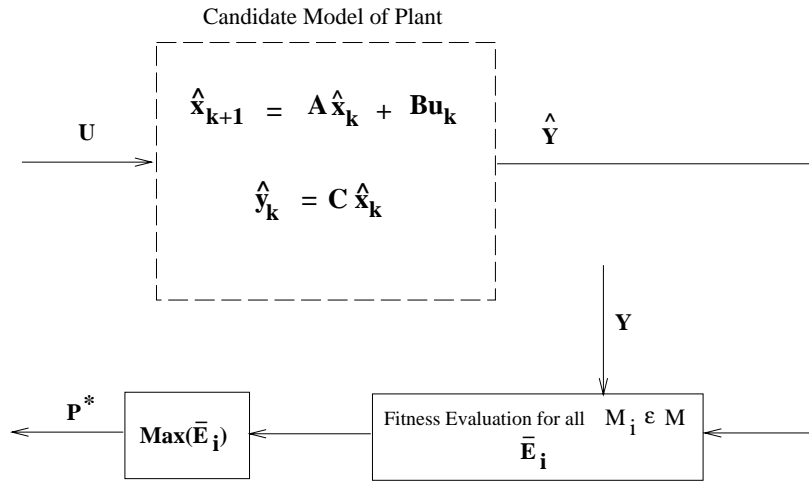 Candidate Model of Plant
x̂ₖ₊₁ = A x̂ₖ + Buₖ
U
Ŷ
ŷₖ = C x̂ₖ
Y
P*
Max(Ēᵢ)
Fitness Evaluation for all Mᵢ ε M
Ēᵢ